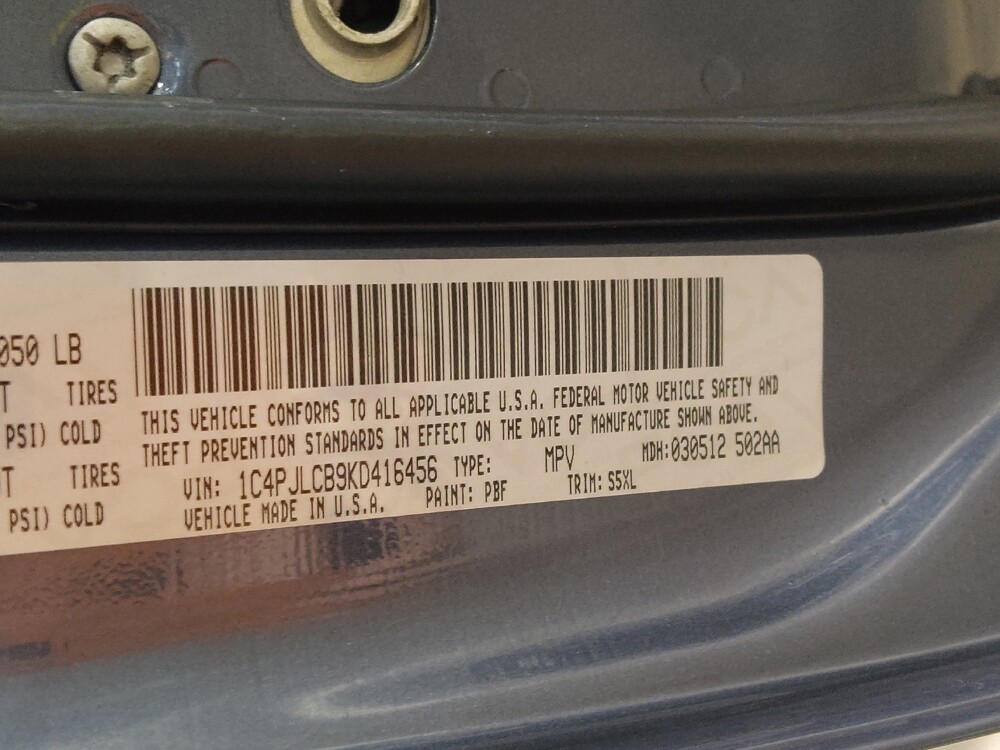 050 LB
TIRES
PSI) COLD
TIRES
PSI) COLD
THIS VEHICLE CONFORMS TO ALL APPLICABLE U.S.A. FEDERAL MOTOR VEHICLE SAFETY AND
THEFT PREVENTION STANDARDS IN EFFECT ON THE DATE OF MANUFACTURE SHOWN ABOVE.
VIN: 1C4PJLCB9KD416456 TYPE: MPV MDH:030512 502AA
VEHICLE MADE IN U.S.A. PAINT: PBF TRIM: S5XL